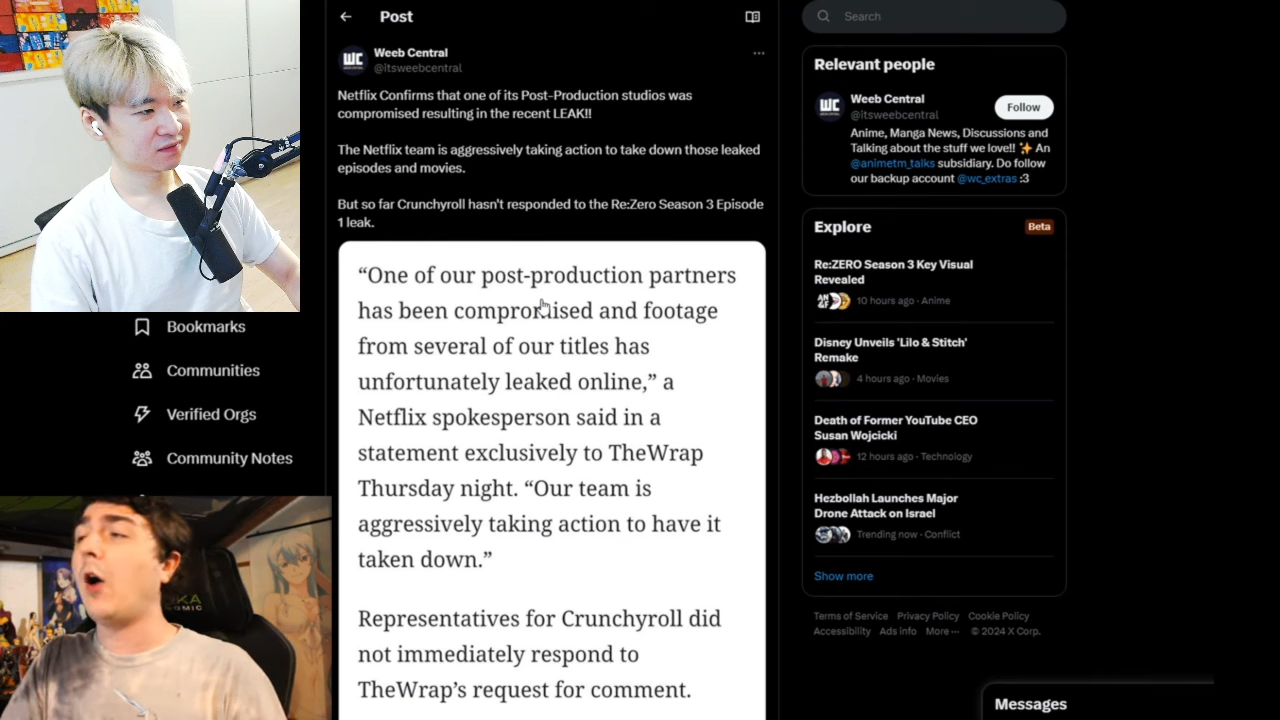 Post
Weeb Central
@itsweebcentral
Netflix Confirms that one of its Post-Production studios was
compromised resulting in the recent LEAK!!
The Netflix team is aggressively taking action to take down those leaked
episodes and movies.
But so far Crunchyroll hasn't responded to the Re:Zero Season 3 Episode
1 leak.
“One of our post-production partners
has been compromised and footage
from several of our titles has
unfortunately leaked online,” a
Netflix spokesperson said in a
statement exclusively to TheWrap
Thursday night. “Our team is
aggressively taking action to have it
taken down.”
Representatives for Crunchyroll did
not immediately respond to
TheWrap’s request for comment.
Bookmarks
Communities
Verified Orgs
Community Notes
Search
Relevant people
Weeb Central
@itsweebcentral
Follow
Anime, Manga News, Discussions and
Talking about the stuff we love!! ✨ An
@animetm_talks subsidiary. Do follow
our backup account @wc_extras :3
Explore
Beta
Re:ZERO Season 3 Key Visual
Revealed
10 hours ago · Anime
Disney Unveils 'Lilo & Stitch'
Remake
4 hours ago · Movies
Death of Former YouTube CEO
Susan Wojcicki
12 hours ago · Technology
Hezbollah Launches Major
Drone Attack on Israel
Trending now · Conflict
Show more
Terms of Service Privacy Policy Cookie Policy
Accessibility Ads info More ··· © 2024 X Corp.
Messages